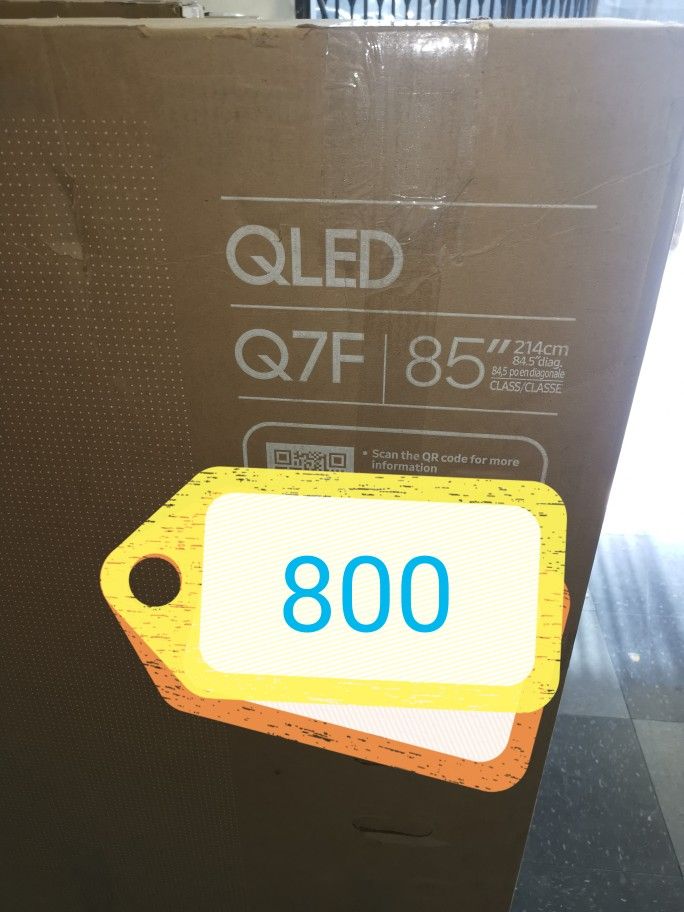 QLED
Q7F
85” 214cm
84.5"diag.
84,5 po en diagonale
CLASS/CLASSE
• Scan the QR code for more
information
800